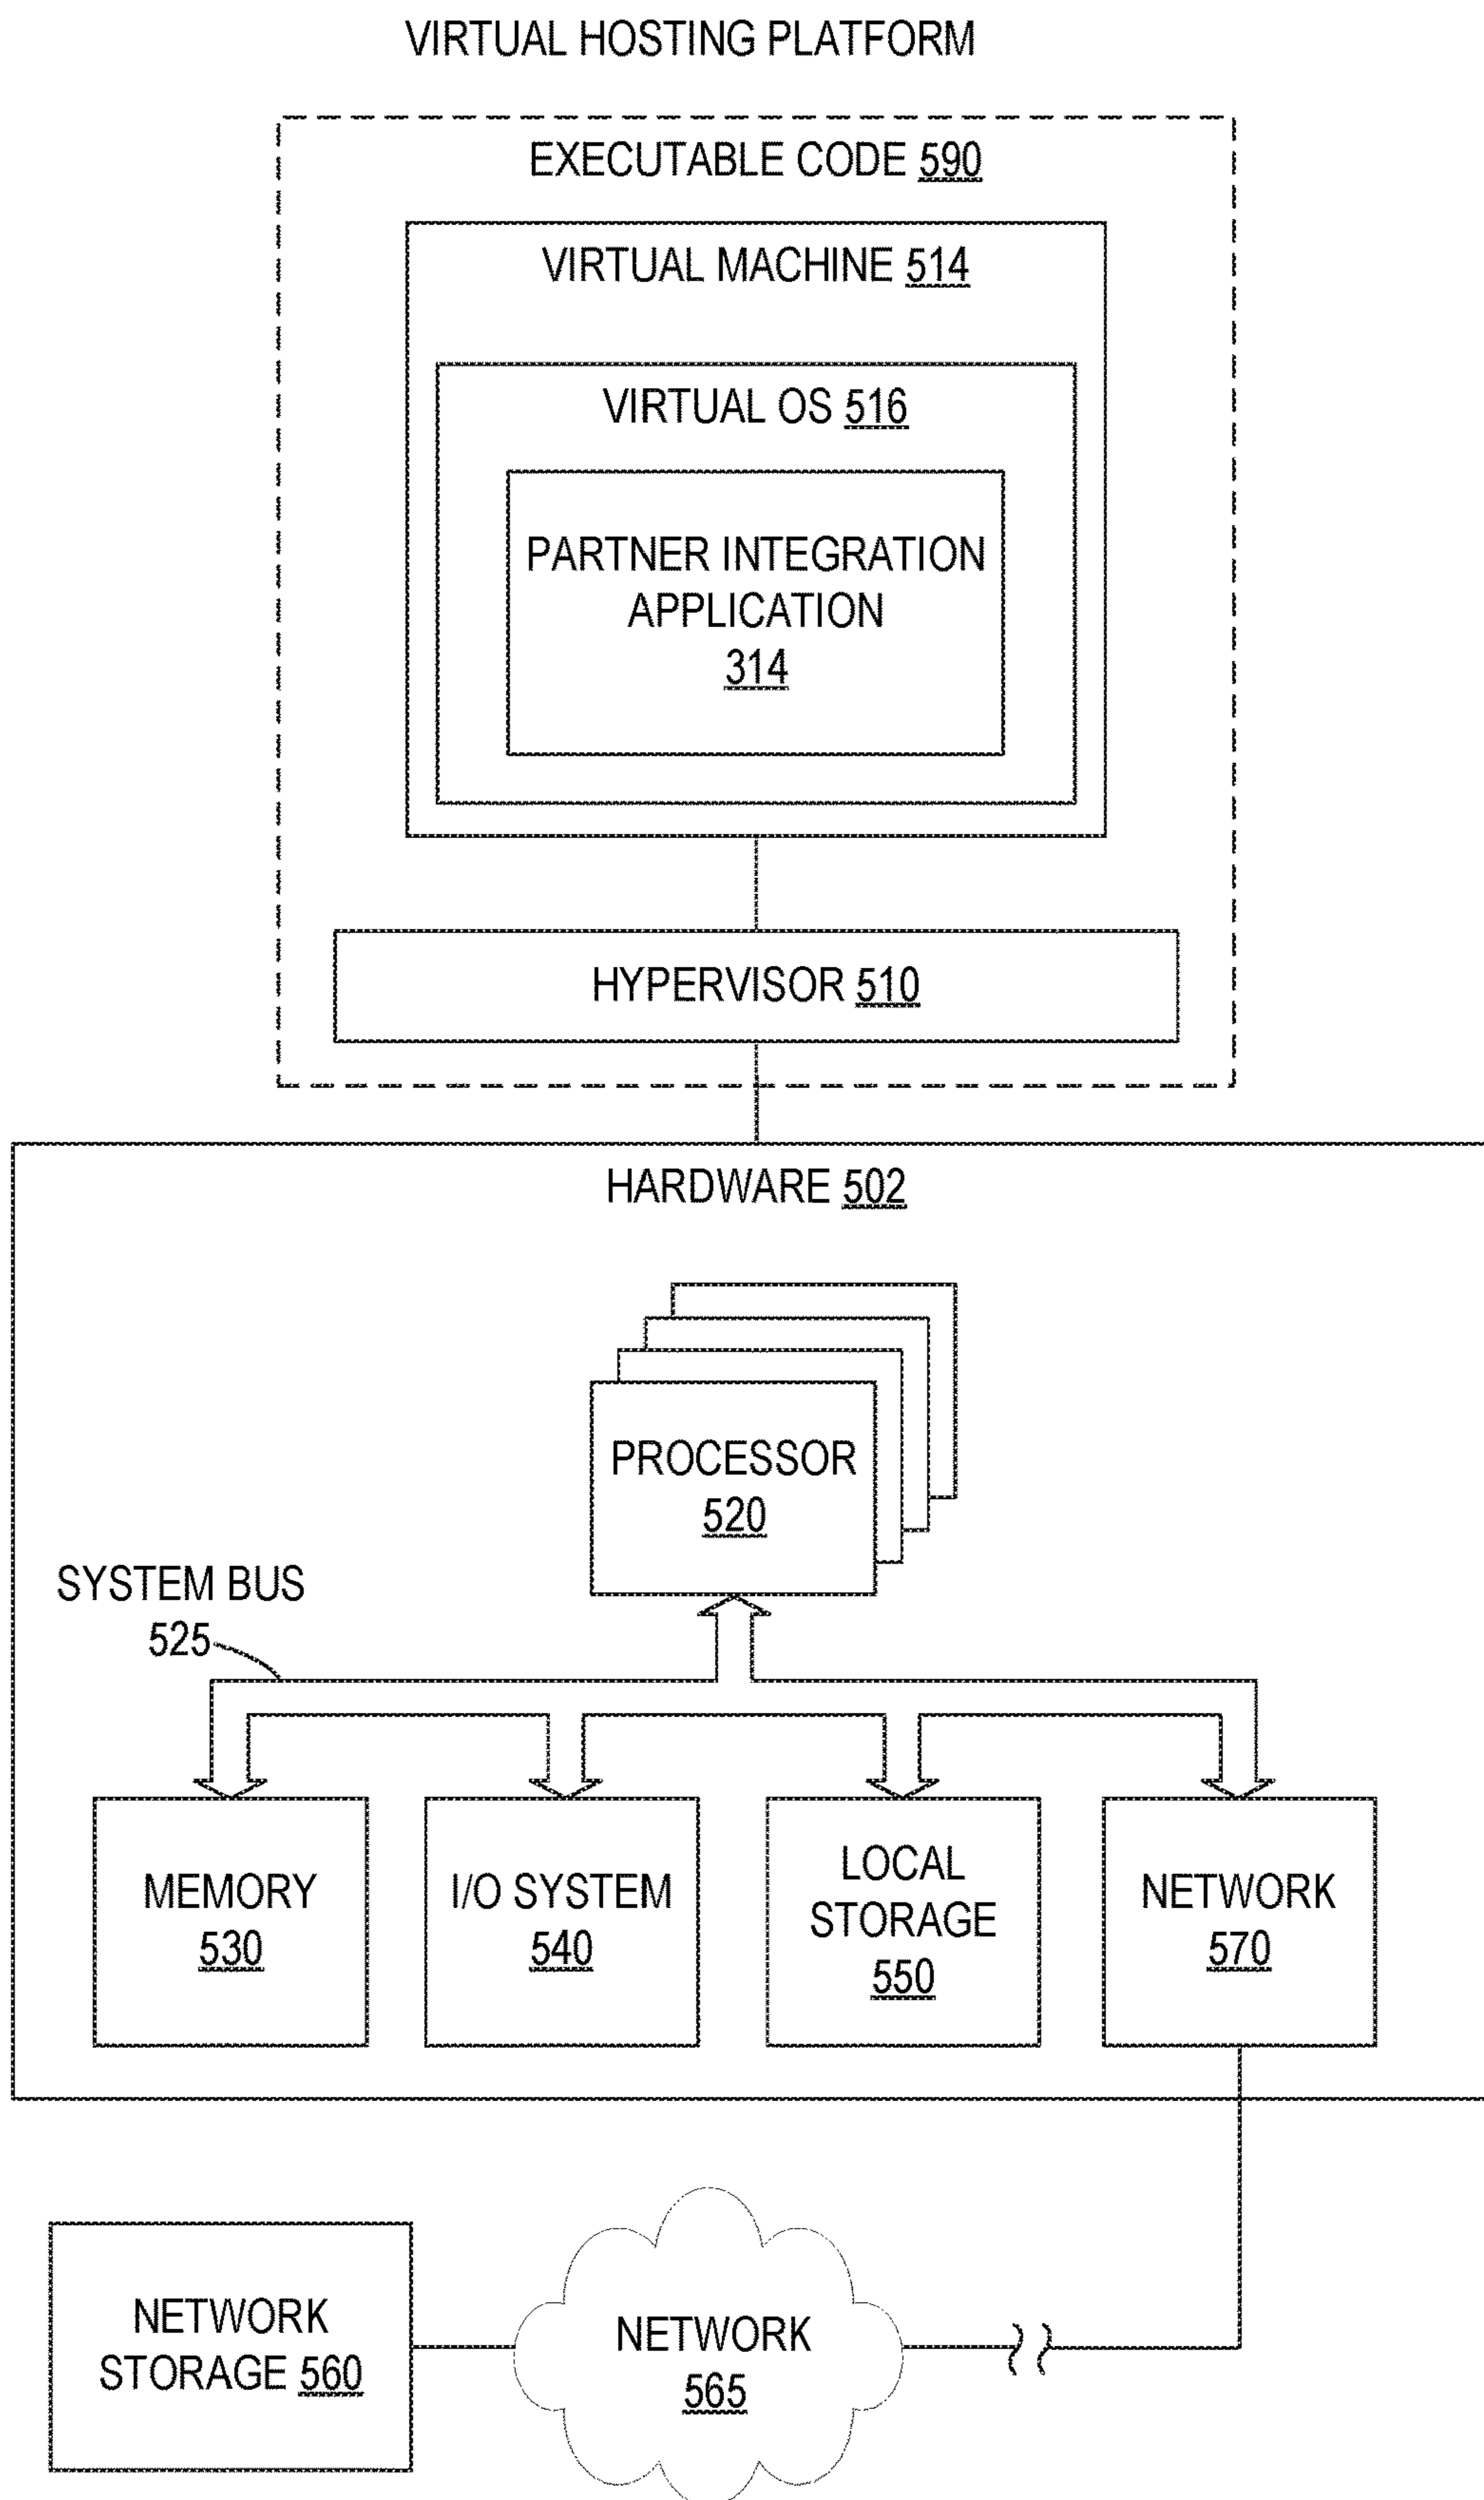 VIRTUAL HOSTING PLATFORM
EXECUTABLE CODE 590
VIRTUAL MACHINE 514
VIRTUAL OS 516
PARTNER INTEGRATION
APPLICATION
314
HYPERVISOR 510
HARDWARE 502
PROCESSOR
520
SYSTEM BUS
525
MEMORY
530
I/O SYSTEM
540
LOCAL
STORAGE
550
NETWORK
570
NETWORK
STORAGE 560
NETWORK
565